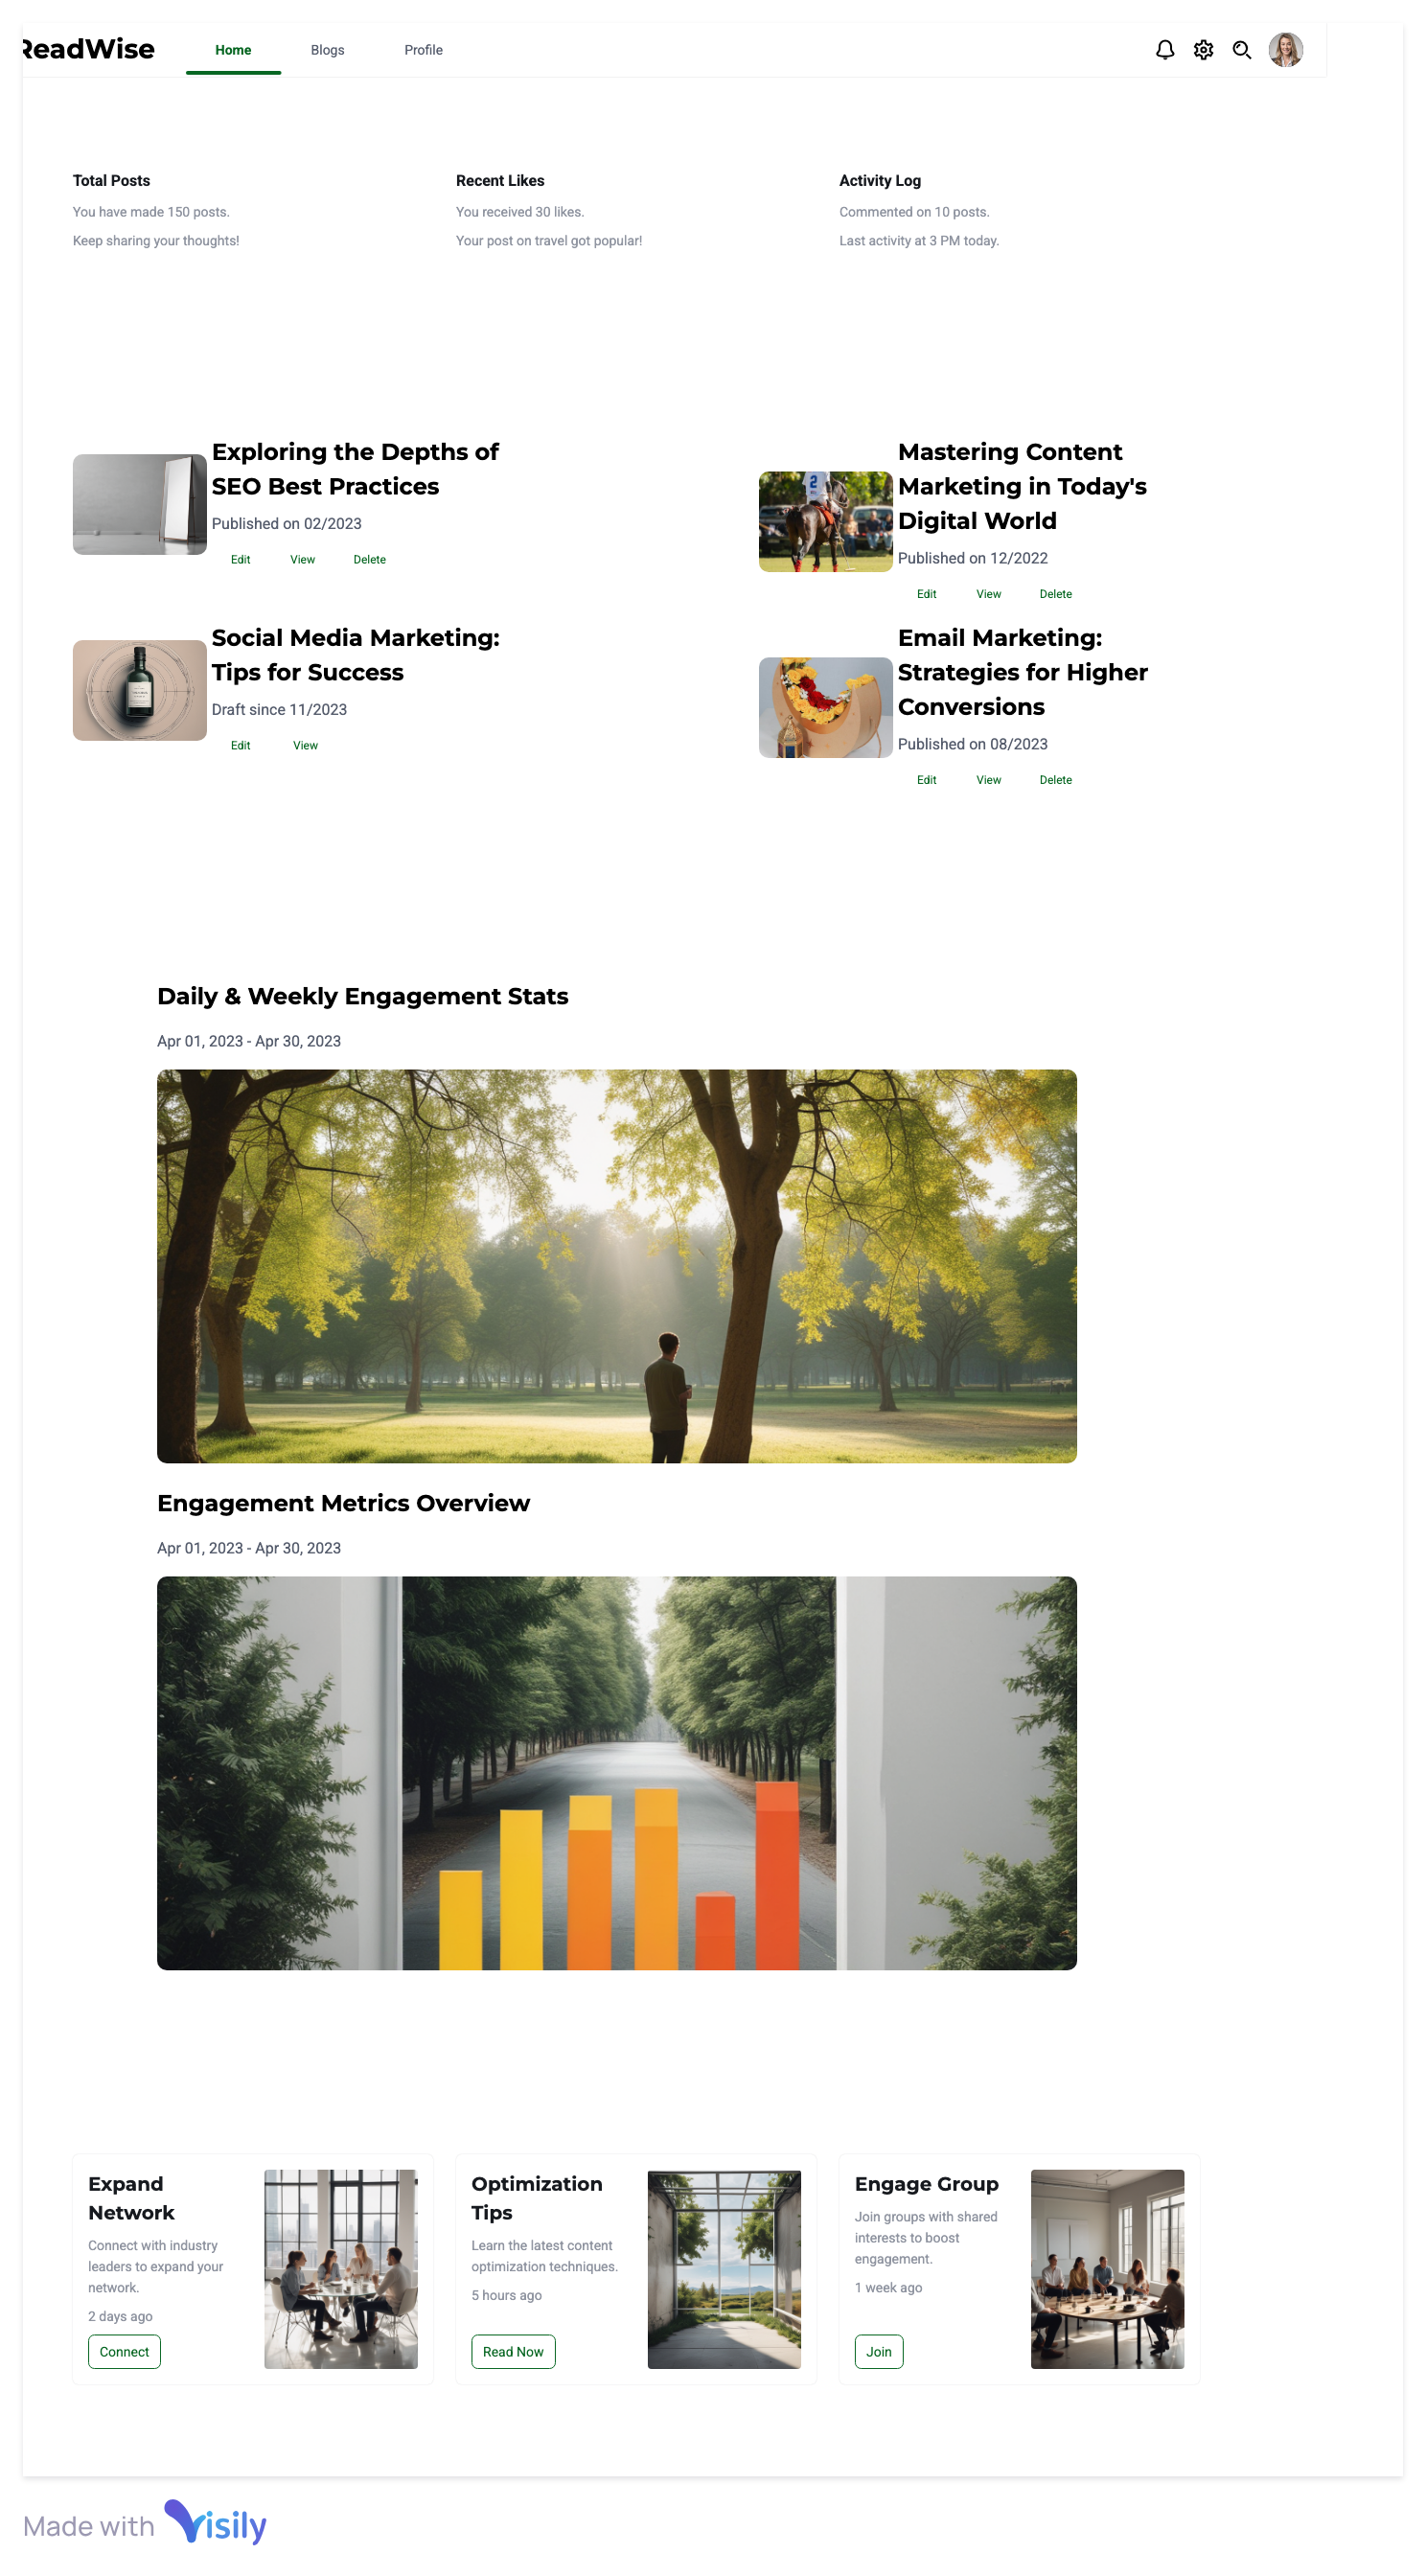 ReadWise
Home
Blogs
Profile
Total Posts
You have made 150 posts.
Keep sharing your thoughts!
Recent Likes
You received 30 likes.
Your post on travel got popular!
Activity Log
Commented on 10 posts.
Last activity at 3 PM today.
Exploring the Depths of
SEO Best Practices
Published on 02/2023
Edit View Delete
Mastering Content
Marketing in Today's
Digital World
Published on 12/2022
Edit View Delete
Social Media Marketing:
Tips for Success
Draft since 11/2023
Edit View
Email Marketing:
Strategies for Higher
Conversions
Published on 08/2023
Edit View Delete
Daily & Weekly Engagement Stats
Apr 01, 2023 - Apr 30, 2023
Engagement Metrics Overview
Apr 01, 2023 - Apr 30, 2023
Expand
Network
Connect with industry
leaders to expand your
network.
2 days ago
Connect
Optimization
Tips
Learn the latest content
optimization techniques.
5 hours ago
Read Now
Engage Group
Join groups with shared
interests to boost
engagement.
1 week ago
Join
Made with Visily